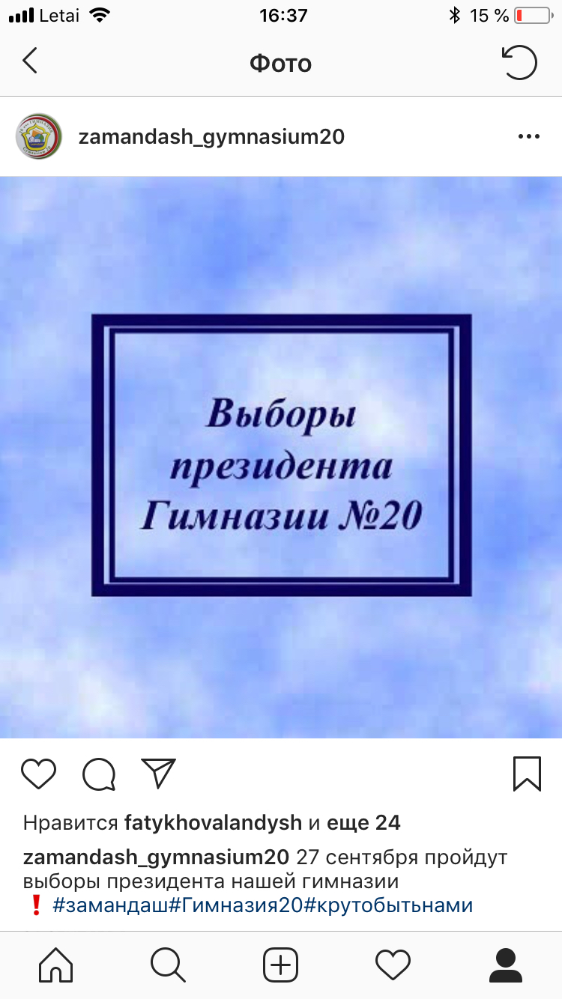 Letai 16:37 15 %
Фото
zamandash_gymnasium20
Выборы
президента
Гимназии №20
Нравится fatykhovalandysh и еще 24
zamandash_gymnasium20 27 сентября пройдут
выборы президента нашей гимназии
❗ #замандаш#Гимназия20#крутобытьнами